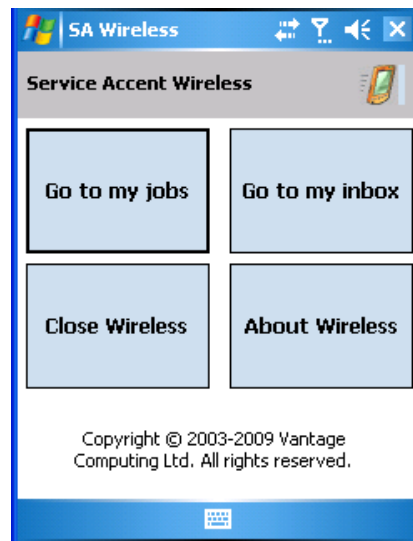 SA Wireless
Service Accent Wireless
Go to my jobs
Go to my inbox
Close Wireless
About Wireless
Copyright © 2003-2009 Vantage
Computing Ltd. All rights reserved.